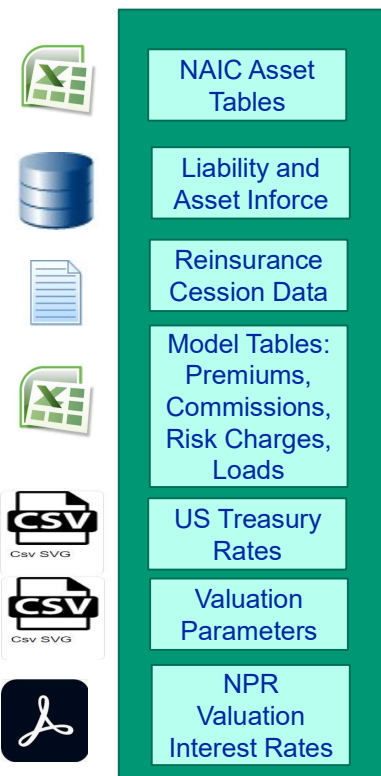 NAIC Asset
Tables
Liability and
Asset Inforce
Reinsurance
Cession Data
Model Tables:
Premiums,
Commissions,
Risk Charges,
Loads
CSV
Csv SVG
US Treasury
Rates
CSV
Csv SVG
Valuation
Parameters
NPR
Valuation
Interest Rates